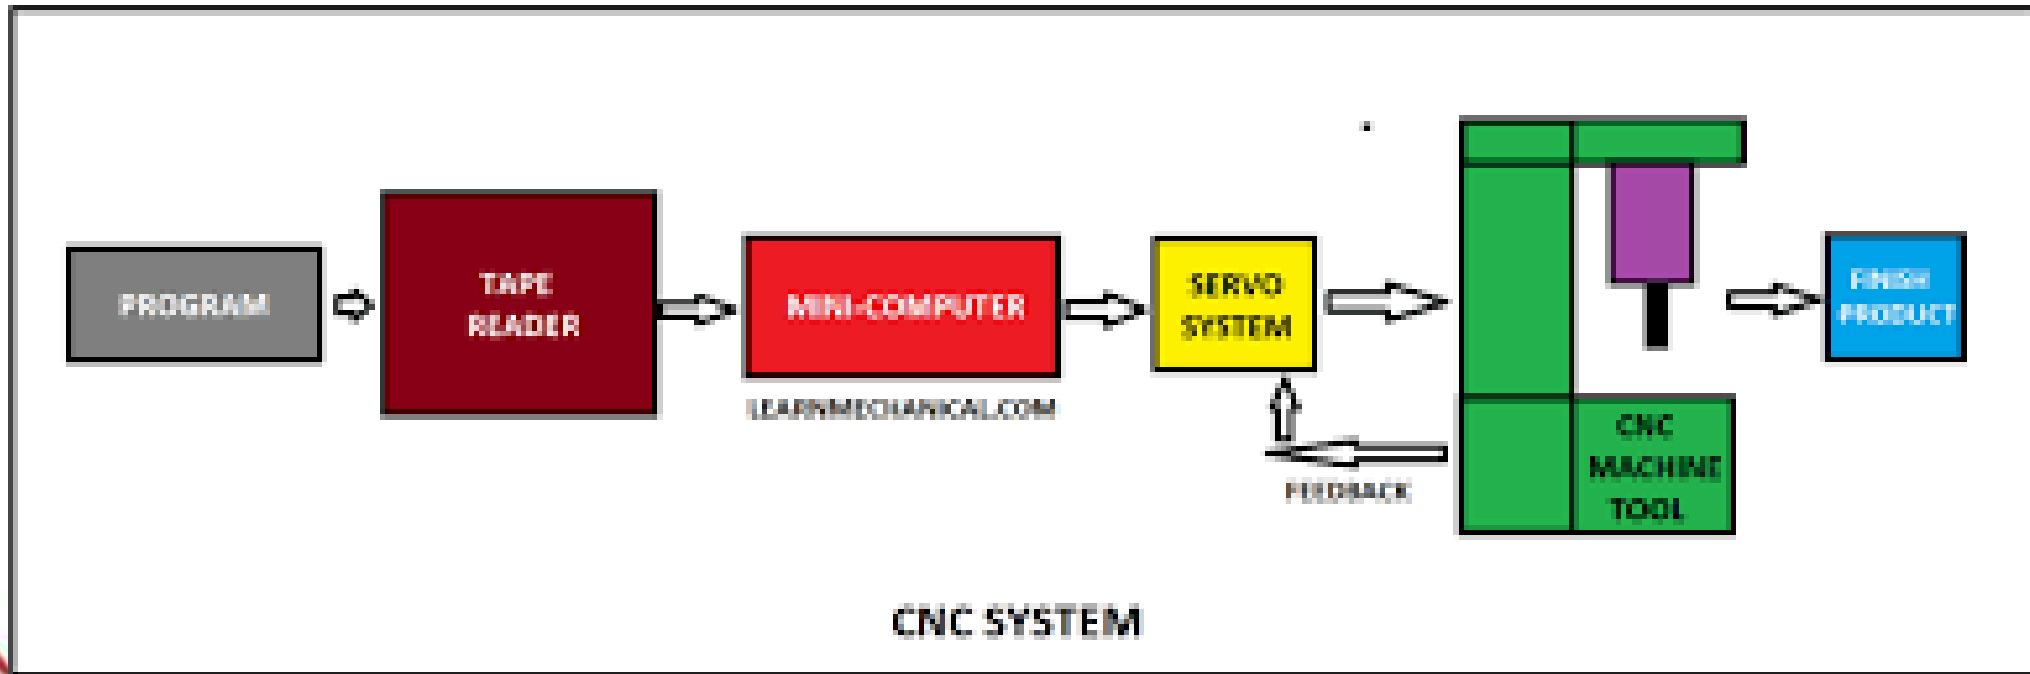 PROGRAM
TAPE
READER
MINI-COMPUTER
LEARNMECHANICAL.COM
SERVO
SYSTEM
FEEDBACK
CNC
MACHINE
TOOL
FINISH
PRODUCT
CNC SYSTEM